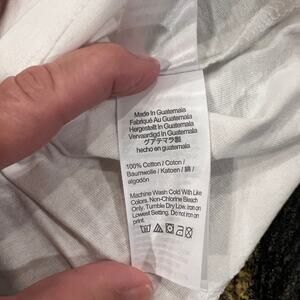 Made In Guatemala
Fabriqué Au Guatemala
Hergestellt In Guatemala
Vervaardigd In Guatemala
グアテマラ製
hecho en guatemala
100% Cotton / Coton /
Baumwolle / Katoen / 綿 /
algodón
Machine Wash Cold With Like
Colors. Non-Chlorine Bleach
Only. Tumble Dry Low. Iron on
Lowest Setting. Do not iron on
print.